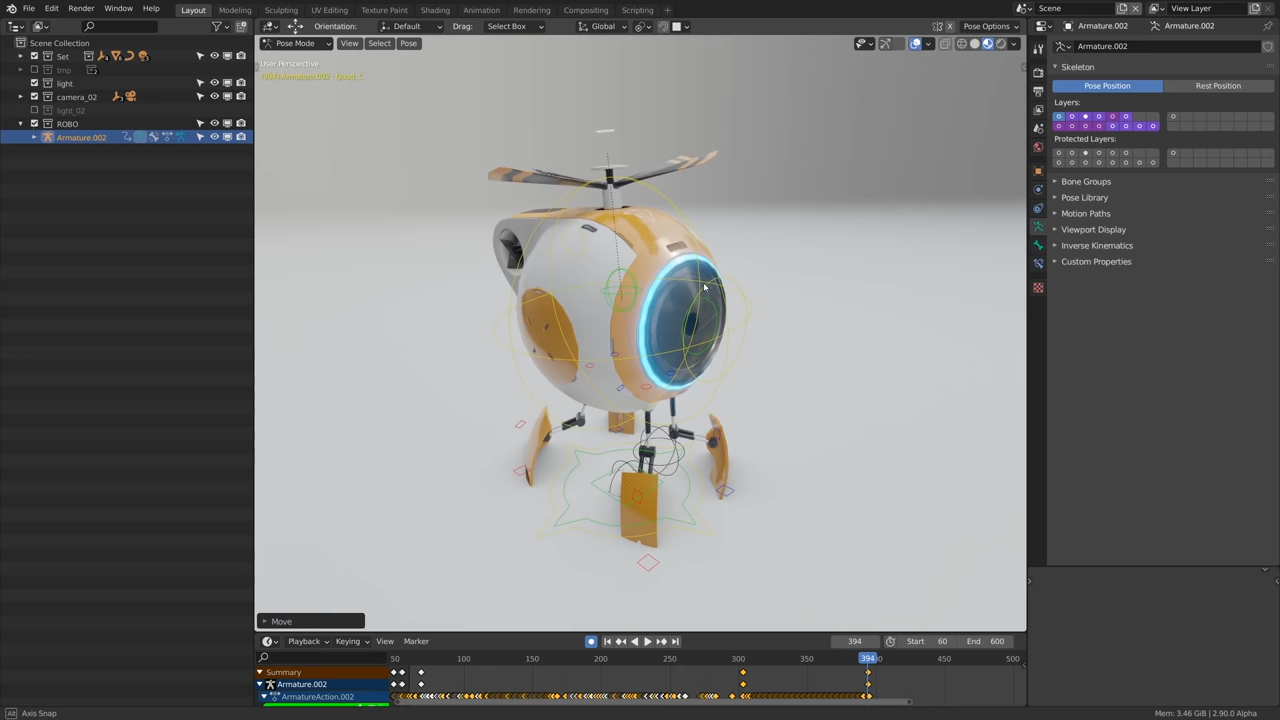 File Edit Render Window Help Layout Modeling Sculpting UV Editing Texture Paint Shading Animation Rendering Compositing Scripting + Scene View Layer
Orientation: Default Drag: Select Box Global Pose Options Armature.002 Armature.002
Scene Collection Pose Mode View Select Pose Armature.002
Set
User Perspective
Skeleton
tmp
light
Pose Position Rest Position
camera_02
Layers:
light_02
ROBO
Armature.002
Protected Layers:
Bone Groups
Pose Library
Motion Paths
Viewport Display
Inverse Kinematics
Custom Properties
Move
Playback Keying View Marker 394 Start 60 End 600
50 100 150 200 250 300 394 450 500
Summary
Armature.002
ArmatureAction.002
Alt Axis Snap Mem: 3.46 GiB | 2.90.0 Alpha